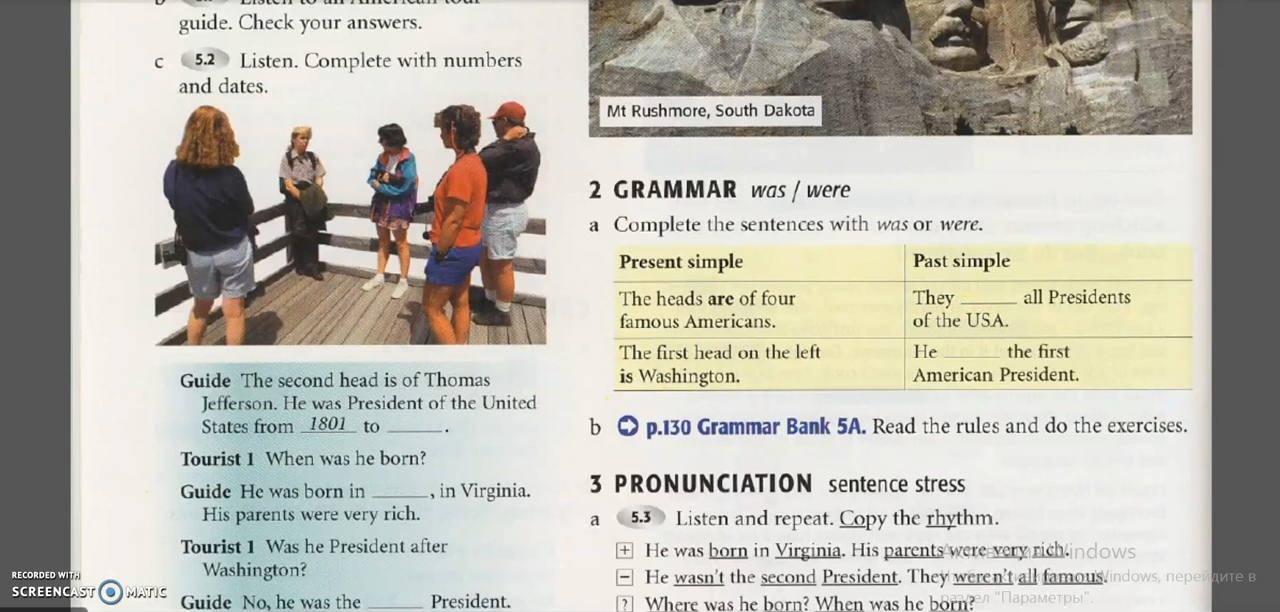 guide. Check your answers.
c 5.2 Listen. Complete with numbers
and dates.
Guide The second head is of Thomas
Jefferson. He was President of the United
States from 1801 to ______.
Tourist 1 When was he born?
Guide He was born in ______, in Virginia.
His parents were very rich.
Tourist 1 Was he President after
Washington?
Guide No, he was the ______ President.
Mt Rushmore, South Dakota
2 GRAMMAR was / were
a Complete the sentences with was or were.
Present simple Past simple
The heads are of four They ______ all Presidents
famous Americans. of the USA.
The first head on the left He ______ the first
is Washington. American President.
b p.130 Grammar Bank 5A. Read the rules and do the exercises.
3 PRONUNCIATION sentence stress
a 5.3 Listen and repeat. Copy the rhythm.
+ He was born in Virginia. His parents were very rich.
− He wasn't the second President. They weren't all famous.
? Where was he born? When was he born?
Windows
Windows, перейдите в
раздел "Параметры".
RECORDED WITH
SCREENCAST MATIC